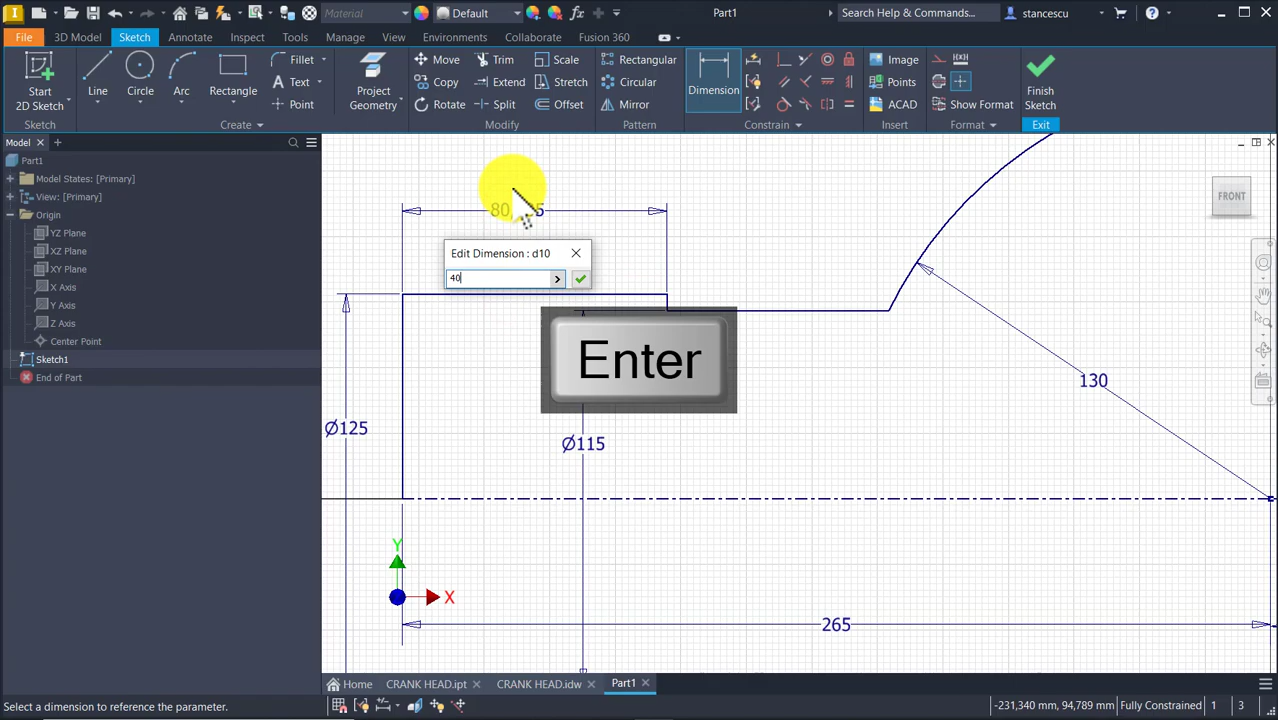 Material
Default
Part1
Search Help & Commands...
stancescu
File
3D Model
Sketch
Annotate
Inspect
Tools
Manage
View
Environments
Collaborate
Fusion 360
Start
2D Sketch
Line
Circle
Arc
Rectangle
Fillet
Text
Point
Project
Geometry
Move
Copy
Rotate
Trim
Extend
Split
Scale
Stretch
Offset
Rectangular
Circular
Mirror
Dimension
Image
Points
ACAD
Show Format
Finish
Sketch
Sketch
Create
Modify
Pattern
Constrain
Insert
Format
Exit
Model
Part1
Model States: [Primary]
View: [Primary]
Origin
YZ Plane
XZ Plane
XY Plane
X Axis
Y Axis
Z Axis
Center Point
Sketch1
End of Part
FRONT
Edit Dimension : d10
40
Enter
130
Ø125
Ø115
Y
X
265
Home
CRANK HEAD.ipt
CRANK HEAD.idw
Part1
Select a dimension to reference the parameter.
-231,340 mm, 94,789 mm
Fully Constrained
1
3